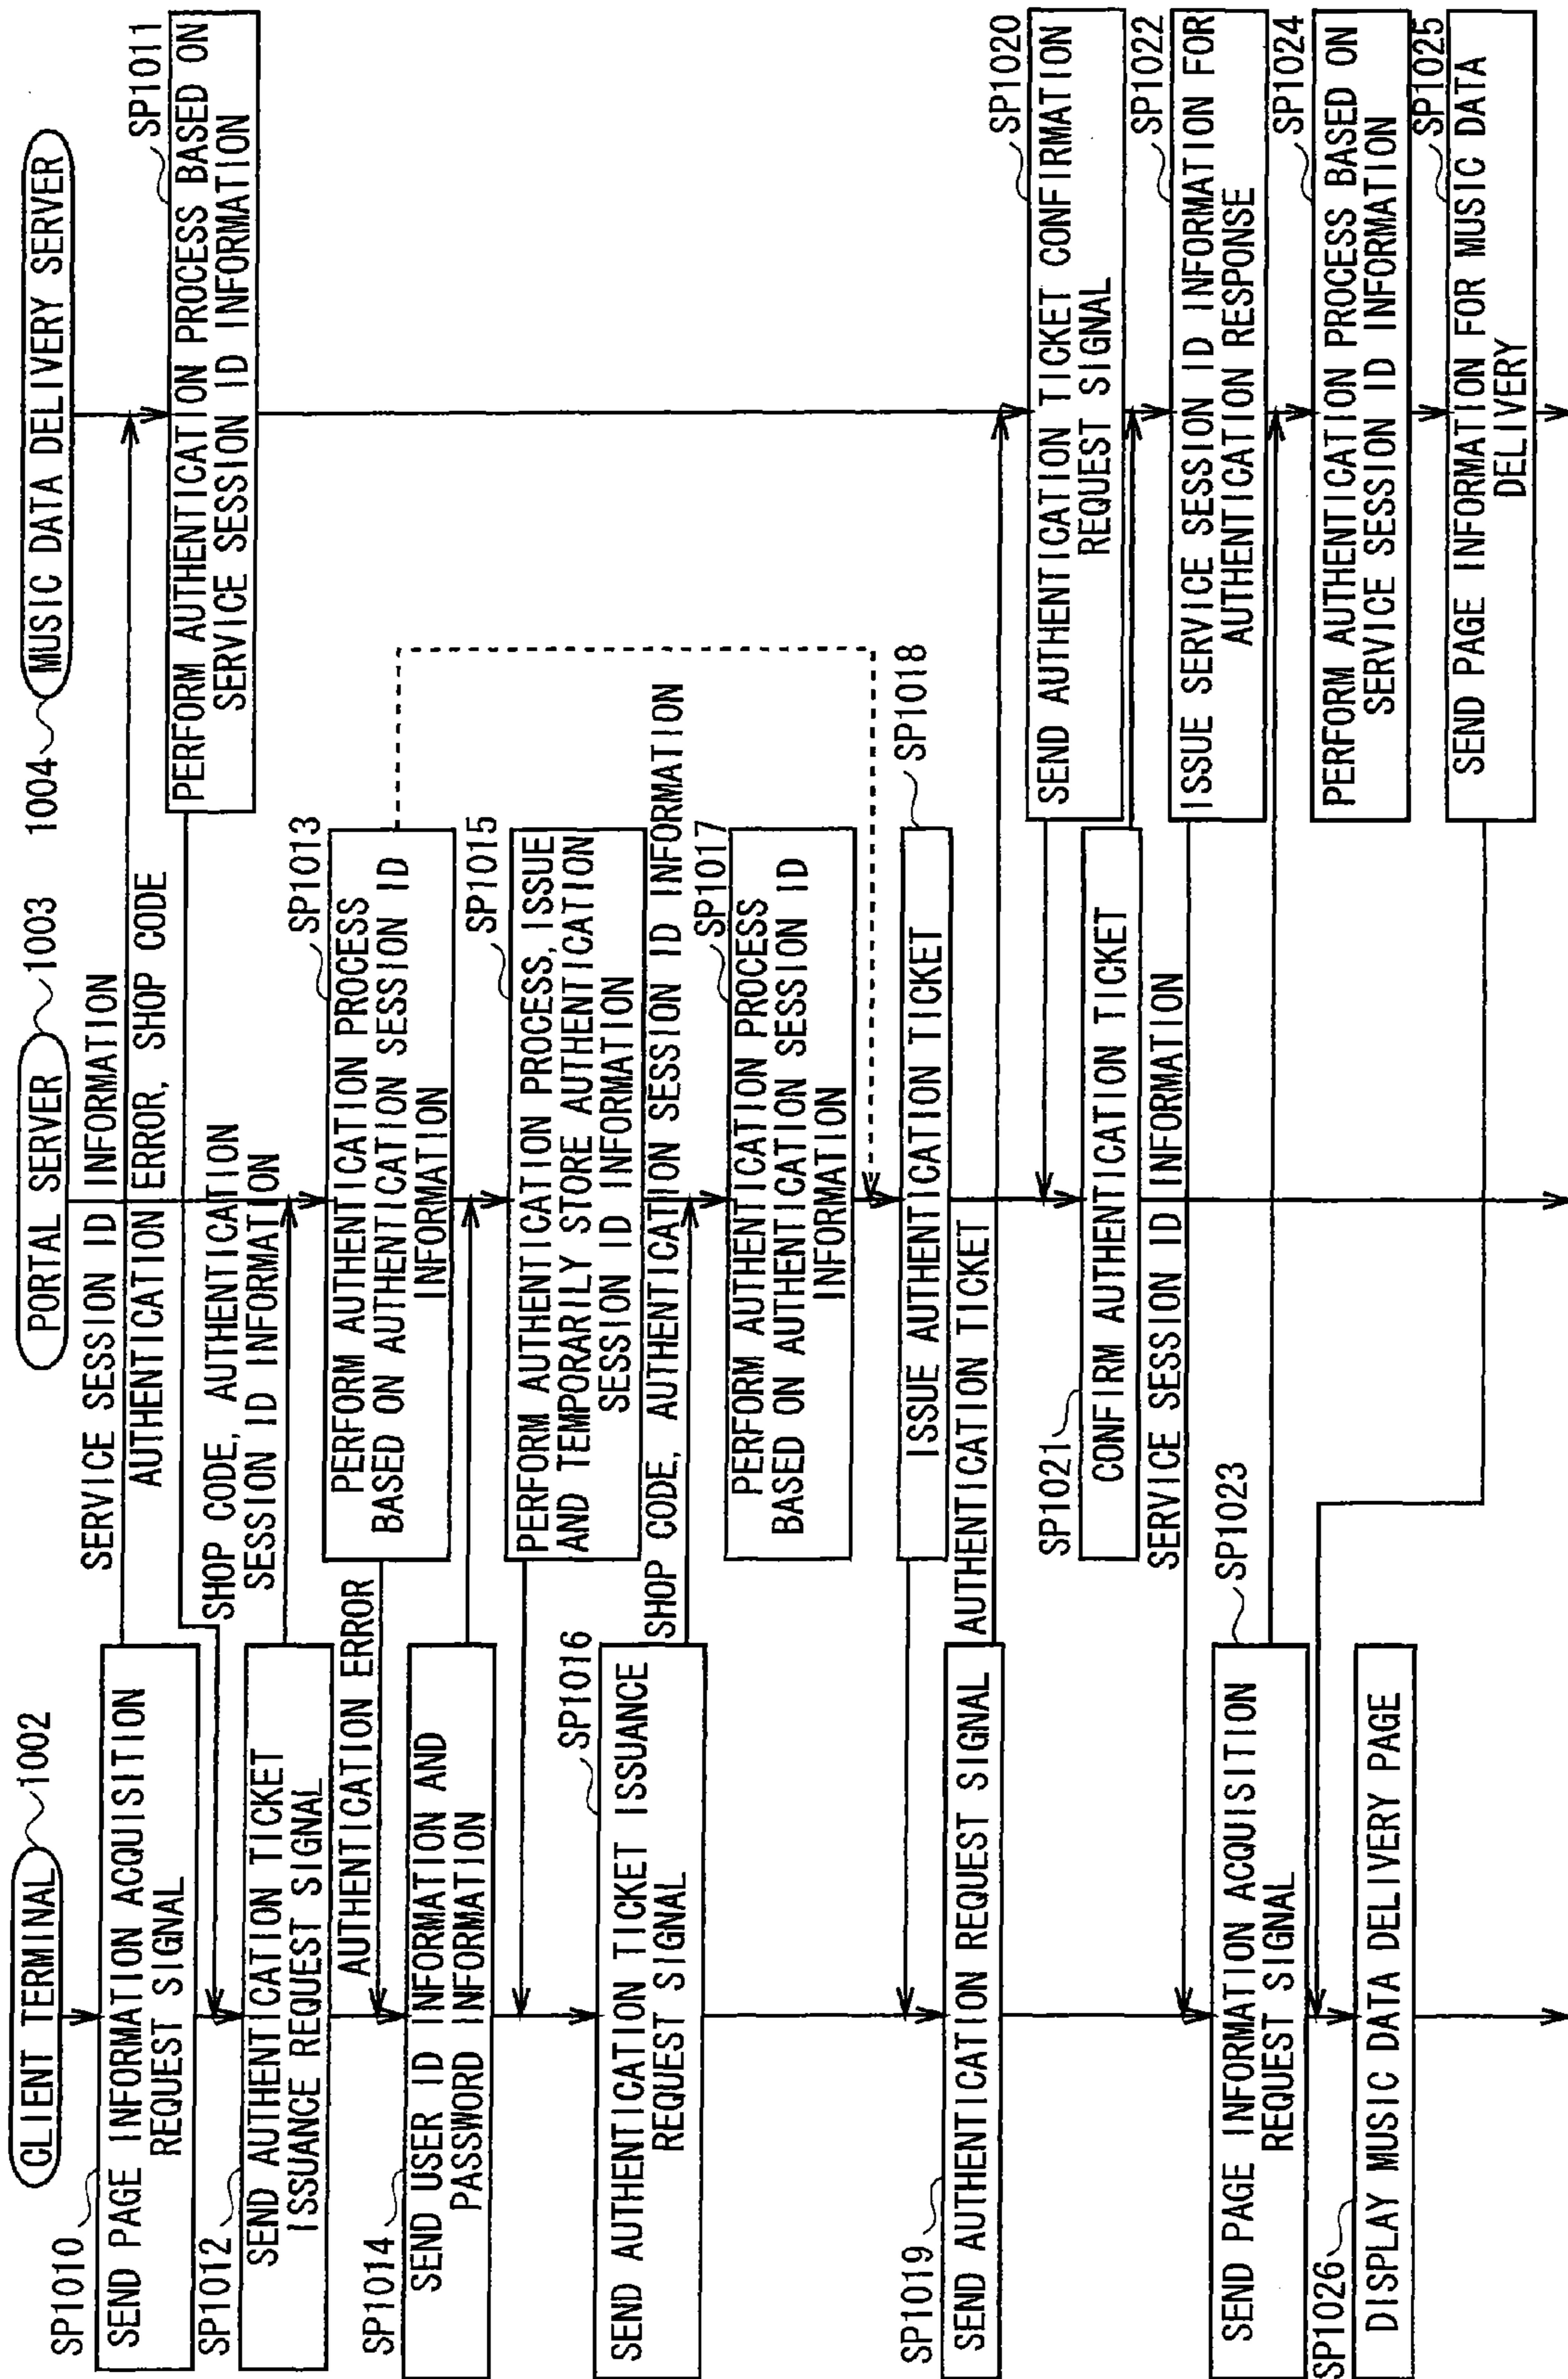 CLIENT TERMINAL
1002
PORTAL SERVER
1003
1004
MUSIC DATA DELIVERY SERVER
SP1010
SEND PAGE INFORMATION ACQUISITION
REQUEST SIGNAL
SERVICE SESSION ID INFORMATION
SP1011
PERFORM AUTHENTICATION PROCESS BASED ON
SERVICE SESSION ID INFORMATION
AUTHENTICATION ERROR, SHOP CODE
SP1012
SEND AUTHENTICATION TICKET
ISSUANCE REQUEST SIGNAL
SHOP CODE, AUTHENTICATION
SESSION ID INFORMATION
SP1013
PERFORM AUTHENTICATION PROCESS
BASED ON AUTHENTICATION SESSION ID
INFORMATION
AUTHENTICATION ERROR
SP1014
SEND USER ID INFORMATION AND
PASSWORD INFORMATION
SP1015
PERFORM AUTHENTICATION PROCESS, ISSUE
AND TEMPORARILY STORE AUTHENTICATION
SESSION ID INFORMATION
SP1016
SEND AUTHENTICATION TICKET ISSUANCE
REQUEST SIGNAL
SHOP CODE, AUTHENTICATION SESSION ID INFORMATION
SP1017
PERFORM AUTHENTICATION PROCESS
BASED ON AUTHENTICATION SESSION ID
INFORMATION
SP1018
ISSUE AUTHENTICATION TICKET
SP1019
SEND AUTHENTICATION REQUEST SIGNAL
AUTHENTICATION TICKET
SP1020
SEND AUTHENTICATION TICKET CONFIRMATION
REQUEST SIGNAL
SP1021
CONFIRM AUTHENTICATION TICKET
SP1022
ISSUE SERVICE SESSION ID INFORMATION FOR
AUTHENTICATION RESPONSE
SERVICE SESSION ID INFORMATION
SP1023
SEND PAGE INFORMATION ACQUISITION
REQUEST SIGNAL
SP1024
PERFORM AUTHENTICATION PROCESS BASED ON
SERVICE SESSION ID INFORMATION
SP1025
SEND PAGE INFORMATION FOR MUSIC DATA
DELIVERY
SP1026
DISPLAY MUSIC DATA DELIVERY PAGE